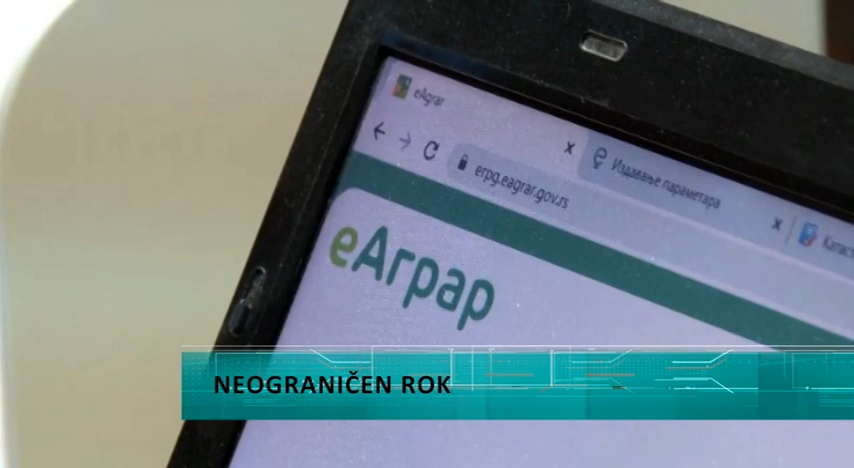 eAgrar
x
Издавање параметара
x
erpg.eagrar.gov.rs
еАграр
NEOGRANIČEN ROK